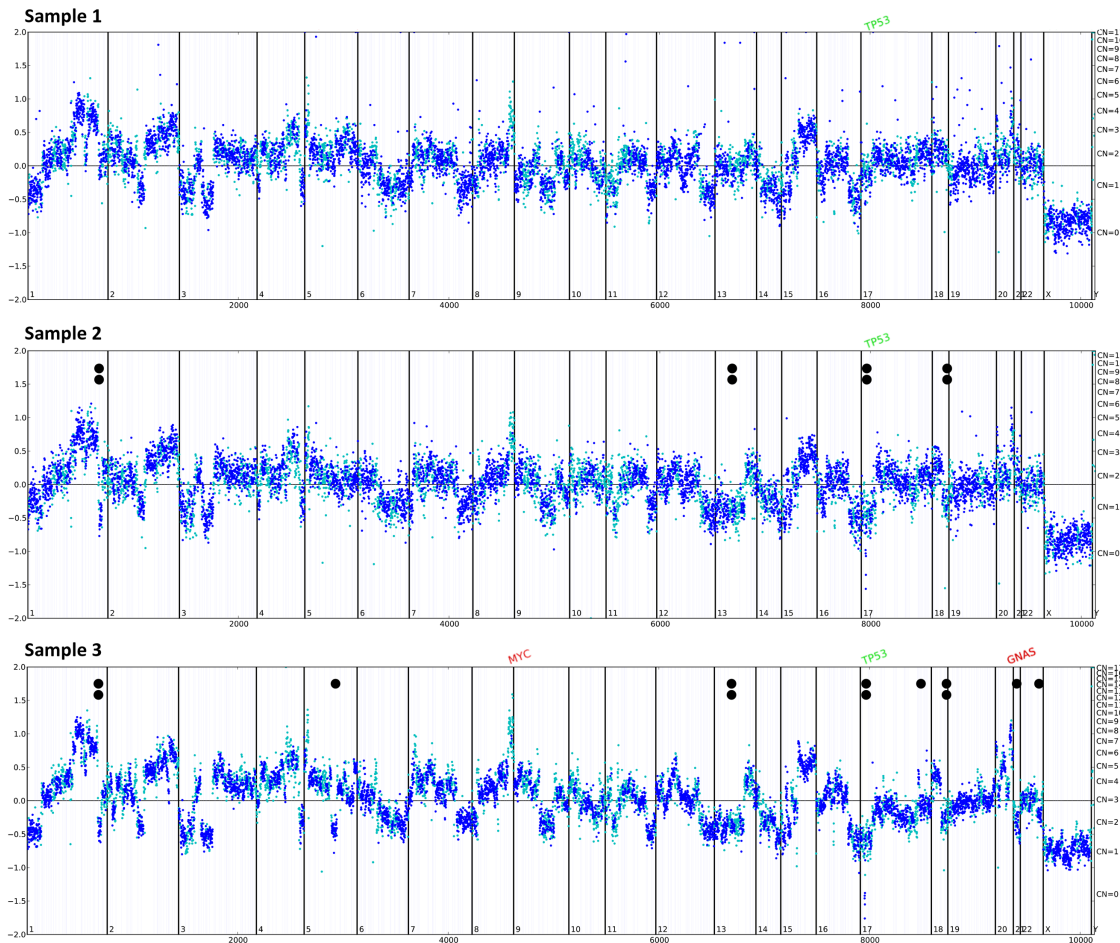 Sample 1
TP53
2.0
1.5
1.0
0.5
0.0
−0.5
−1.0
−1.5
−2.0
CN=9
CN=8
CN=7
CN=6
CN=5
CN=4
CN=3
CN=2
CN=1
CN=0
1 2 3 4 5 6 7 8 9 10 11 12 13 14 15 16 17 18 19 20 21 22 X Y
2000 4000 6000 8000 10000
Sample 2
TP53
2.0
1.5
1.0
0.5
0.0
−0.5
−1.0
−1.5
−2.0
CN=9
CN=8
CN=7
CN=6
CN=5
CN=4
CN=3
CN=2
CN=1
CN=0
1 2 3 4 5 6 7 8 9 10 11 12 13 14 15 16 17 18 19 20 21 22 X Y
2000 4000 6000 8000 10000
Sample 3
MYC TP53 GNAS
2.0
1.5
1.0
0.5
0.0
−0.5
−1.0
−1.5
−2.0
CN=9
CN=8
CN=7
CN=6
CN=5
CN=4
CN=3
CN=2
CN=1
CN=0
1 2 3 4 5 6 7 8 9 10 11 12 13 14 15 16 17 18 19 20 21 22 X Y
2000 4000 6000 8000 10000